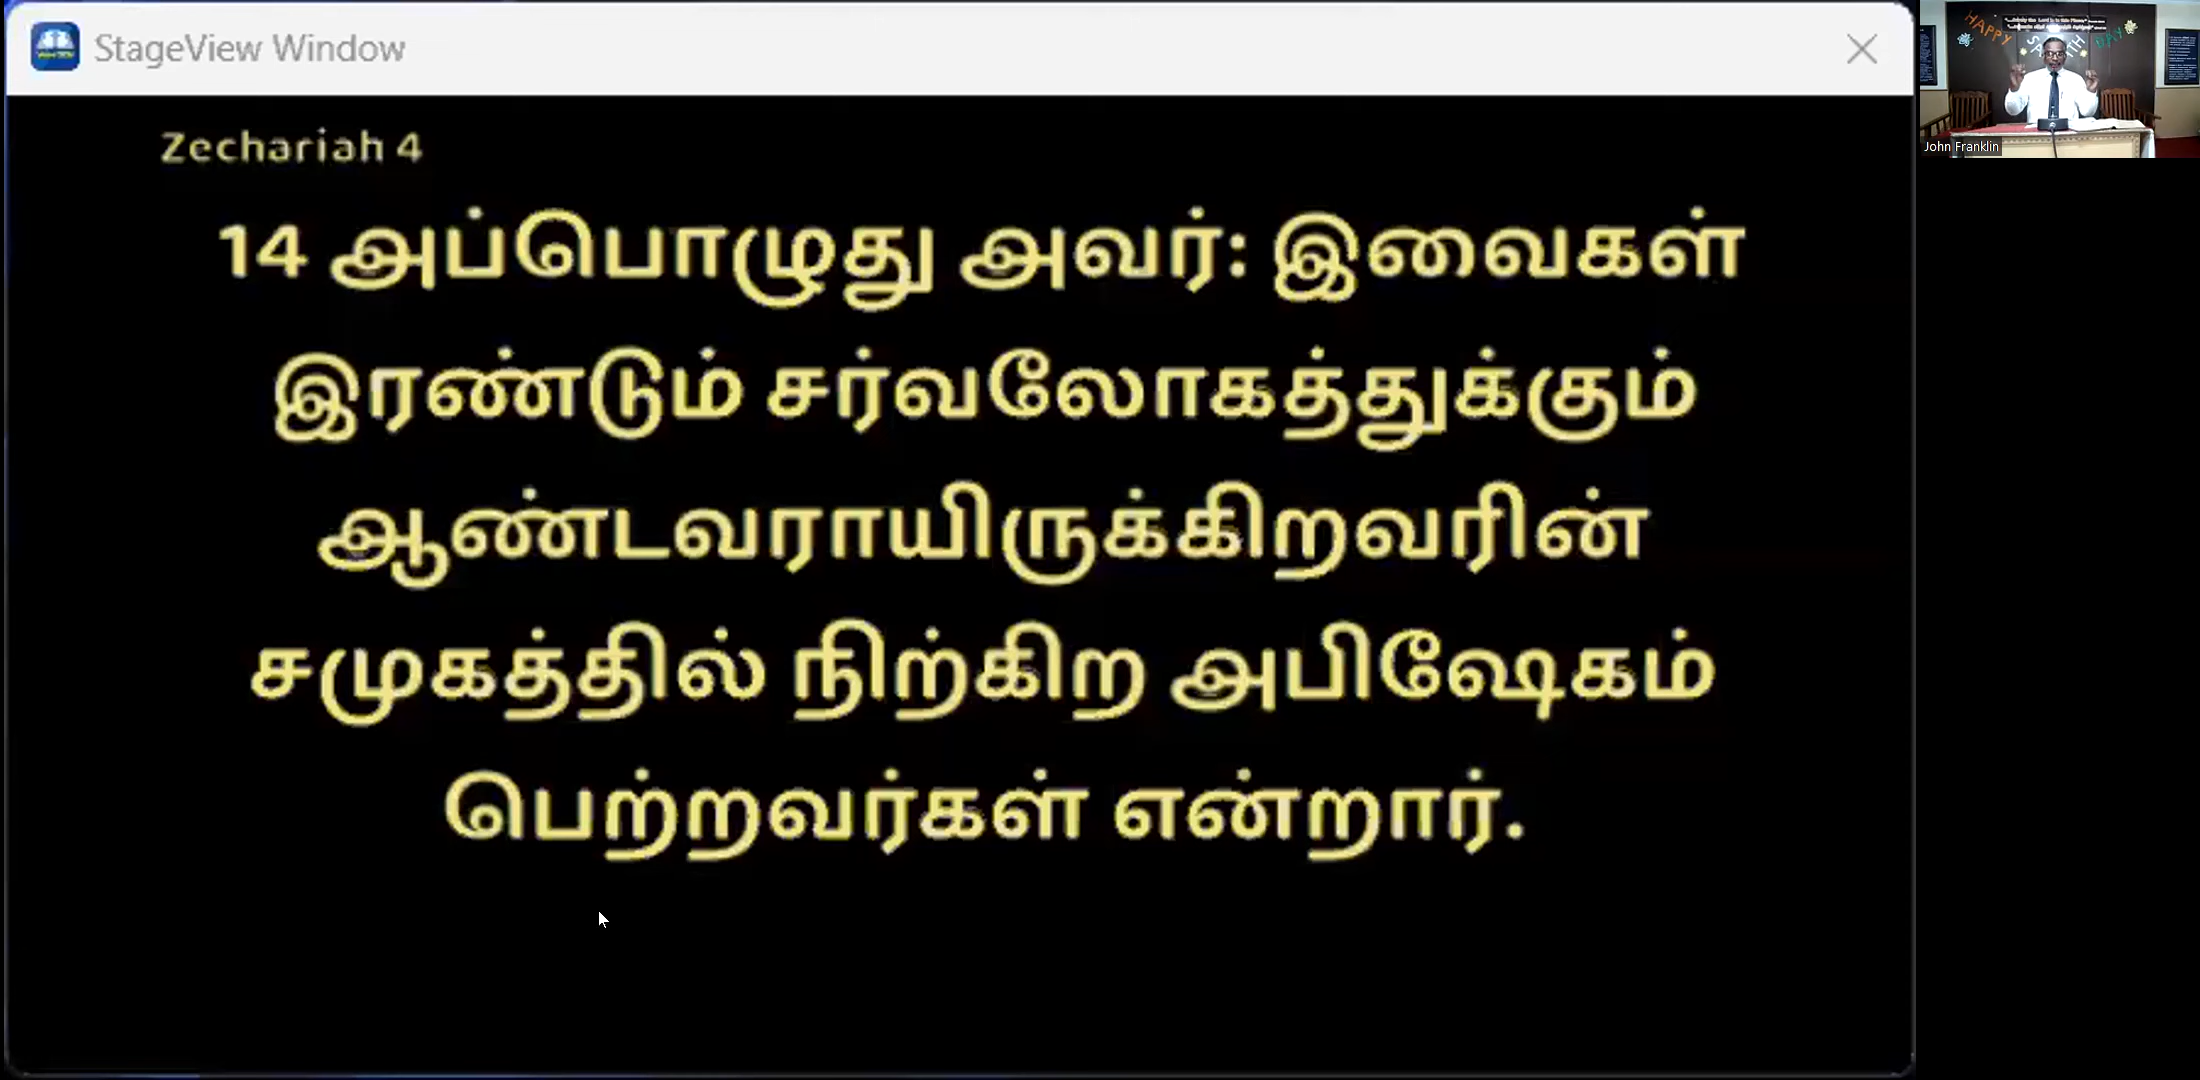 StageView Window
Zechariah 4
14 அப்பொழுது அவர்: இவைகள்
இரண்டும் சர்வலோகத்துக்கும்
ஆண்டவராயிருக்கிறவரின்
சமுகத்தில் நிற்கிற அபிஷேகம்
பெற்றவர்கள் என்றார்.
HAPPY
John Franklin